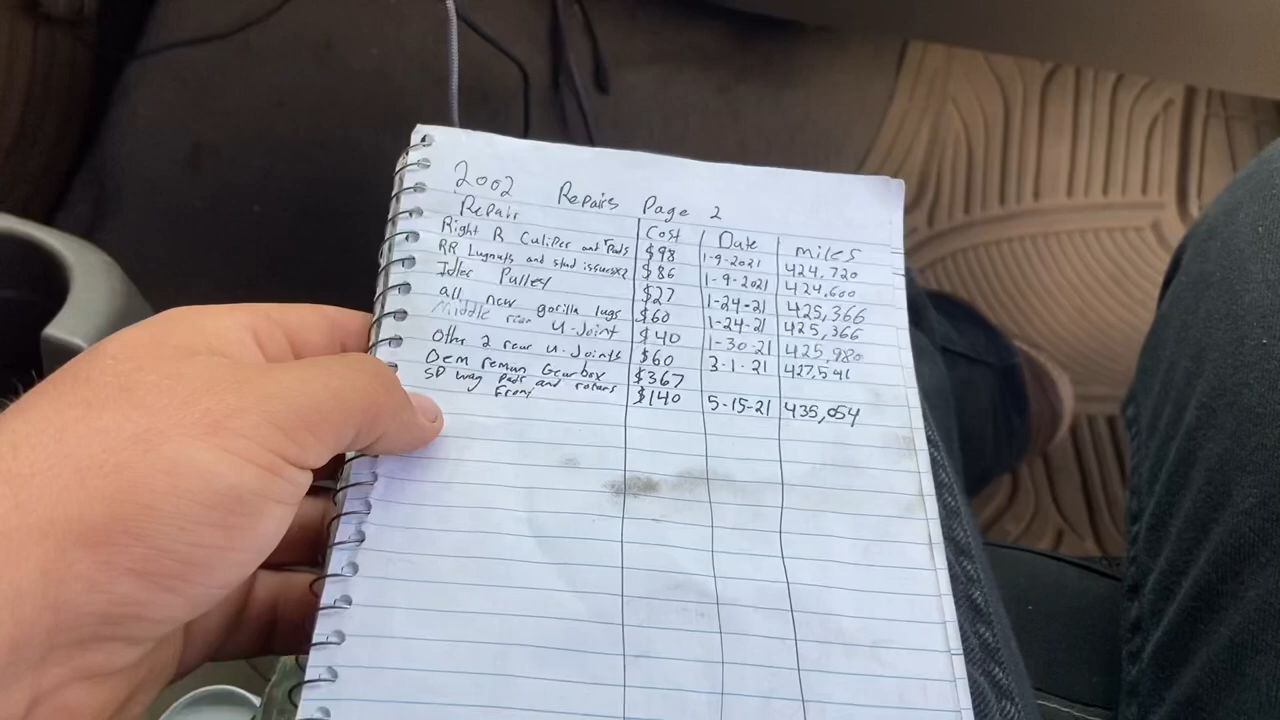 2002 Repairs Page 2
Repair Cost Date miles
Right R Culiper and Pads $98 1-9-2021 424,720
RR Lugnuts and stud issues x2 $86 1-9-2021 424,600
Idler Pulley $27 1-24-21 425,366
all new gorilla lugs $60 1-24-21 425,366
Middle rear U-Joint $40 1-30-21 425,980
Other 2 rear U-Joints $60 3-1-21 427,541
Oem reman Gearbox $367
SP way Pads and rotors $140 5-15-21 435,054
Front